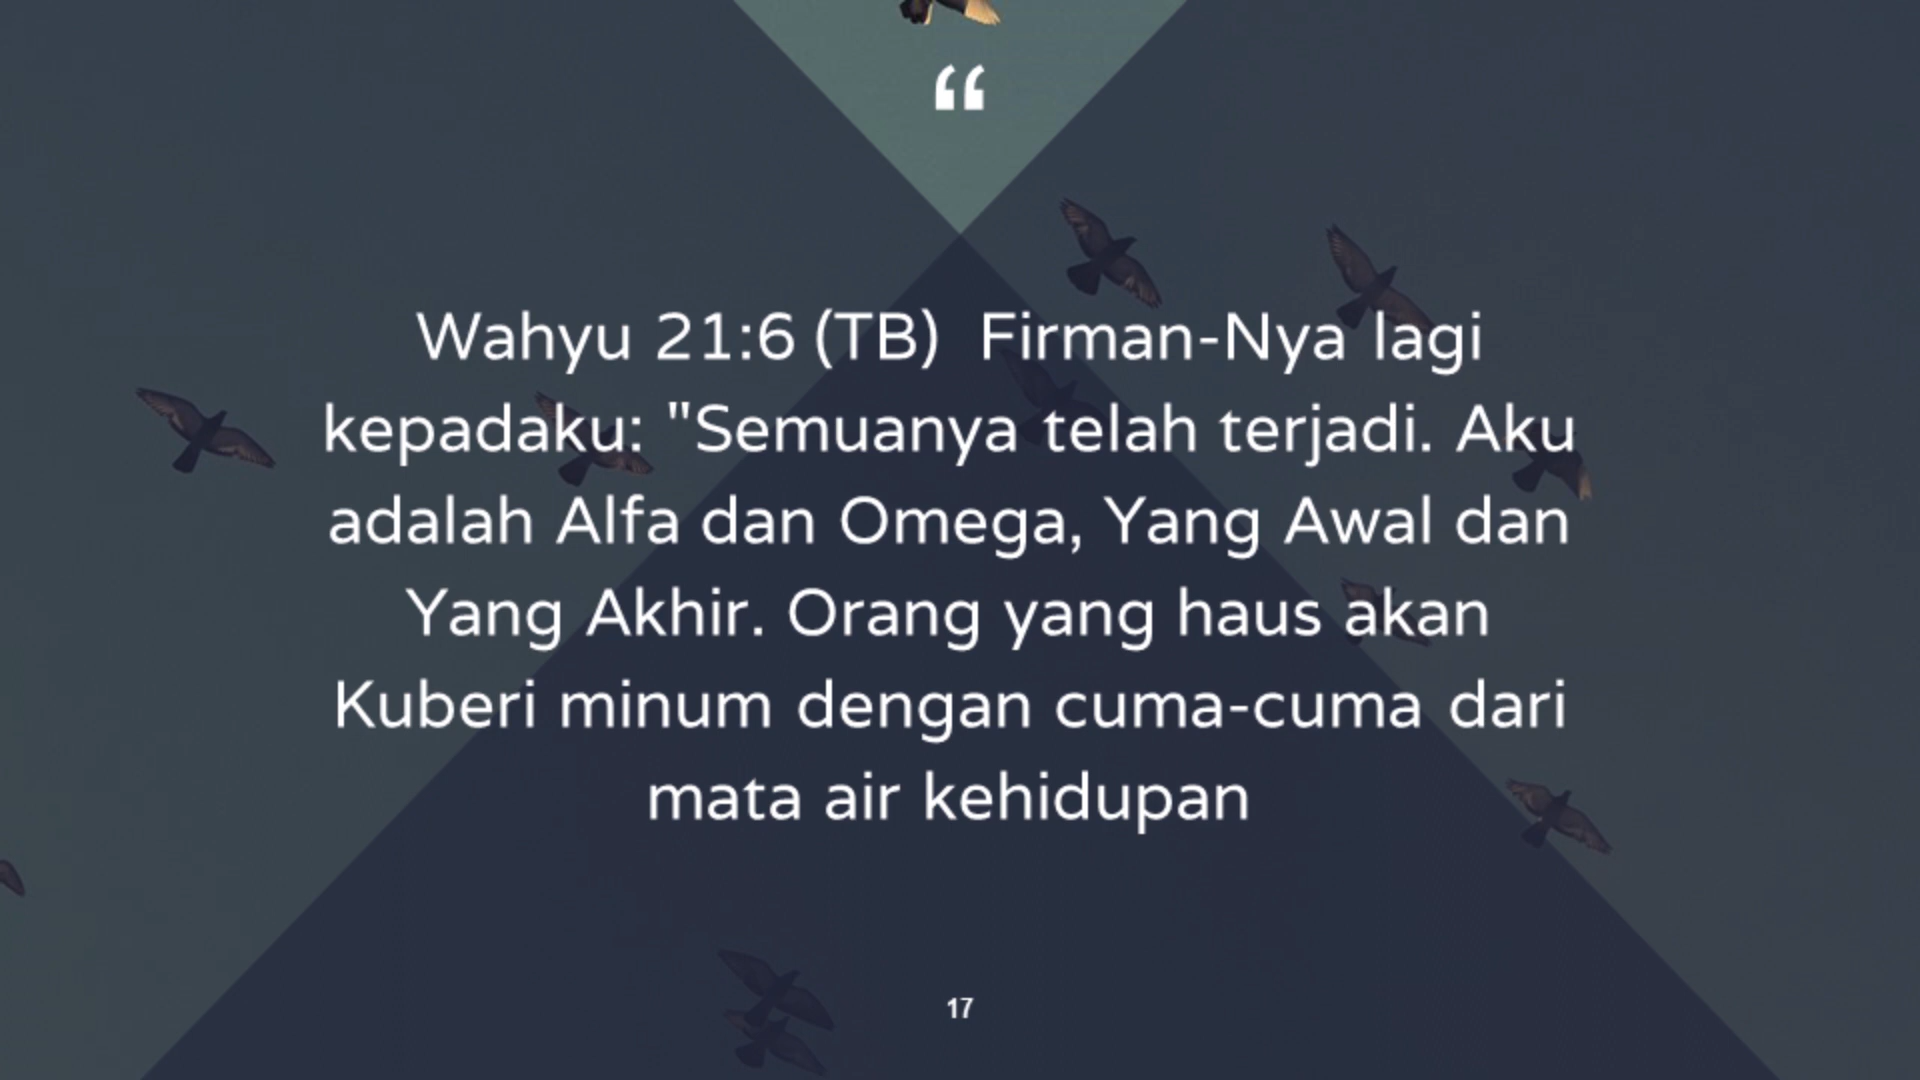 “
Wahyu 21:6 (TB)  Firman-Nya lagi
kepadaku: "Semuanya telah terjadi. Aku
adalah Alfa dan Omega, Yang Awal dan
Yang Akhir. Orang yang haus akan
Kuberi minum dengan cuma-cuma dari
mata air kehidupan
17